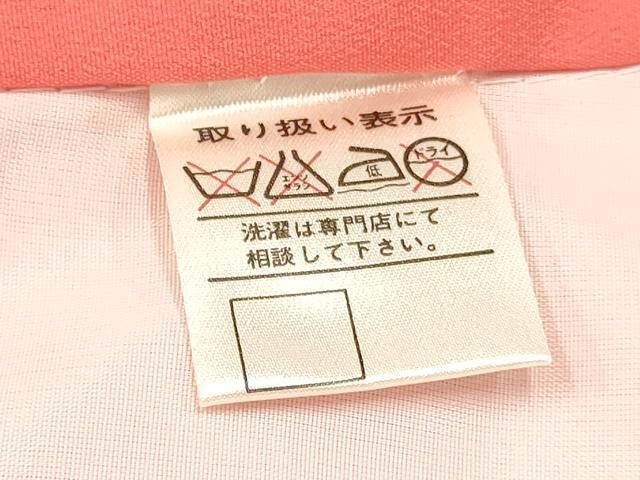 取り扱い表示
エンソ
サラシ
低
ドライ
洗濯は専門店にて
相談して下さい。